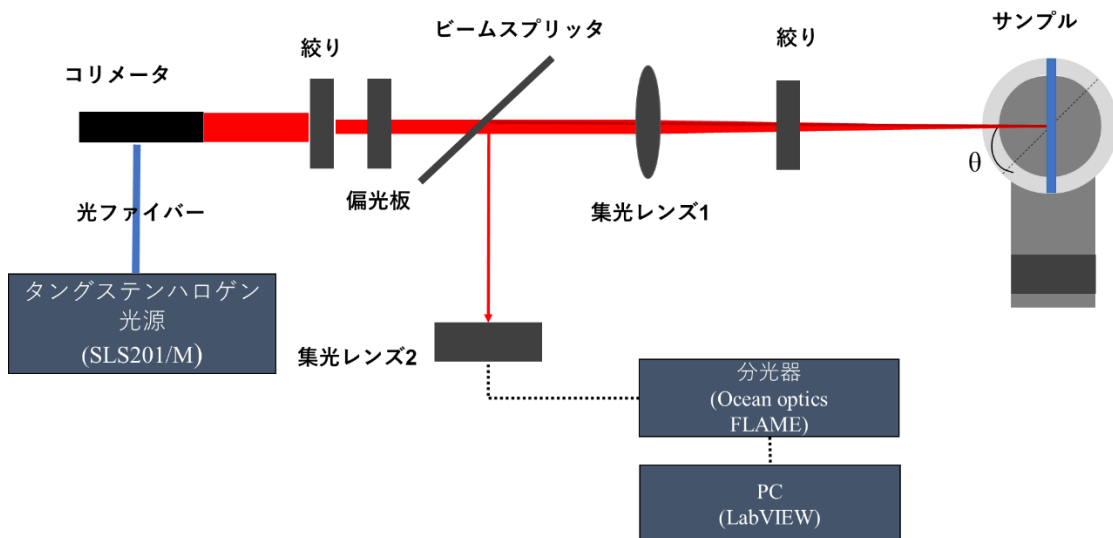 サンプル
ビームスプリッタ
絞り
絞り
コリメータ
θ
偏光板
集光レンズ1
光ファイバー
タングステンハロゲン
光源
(SLS201/M)
集光レンズ2
分光器
(Ocean optics
FLAME)
PC
(LabVIEW)